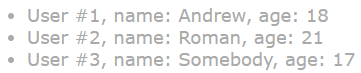 • User #1, name: Andrew, age: 18
• User #2, name: Roman, age: 21
• User #3, name: Somebody, age: 17